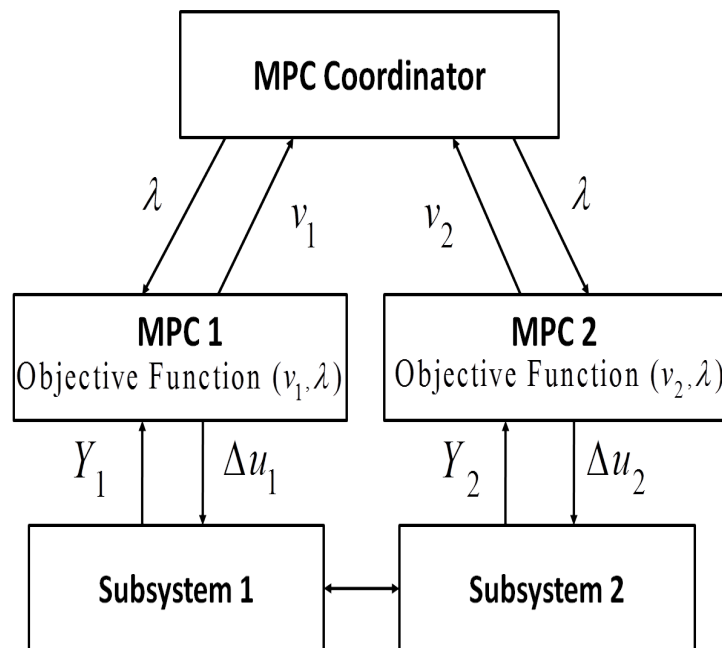 MPC Coordinator
λ
v₁
v₂
λ
MPC 1
Objective Function (v₁,λ)
MPC 2
Objective Function (v₂,λ)
Y₁
Δu₁
Y₂
Δu₂
Subsystem 1
Subsystem 2